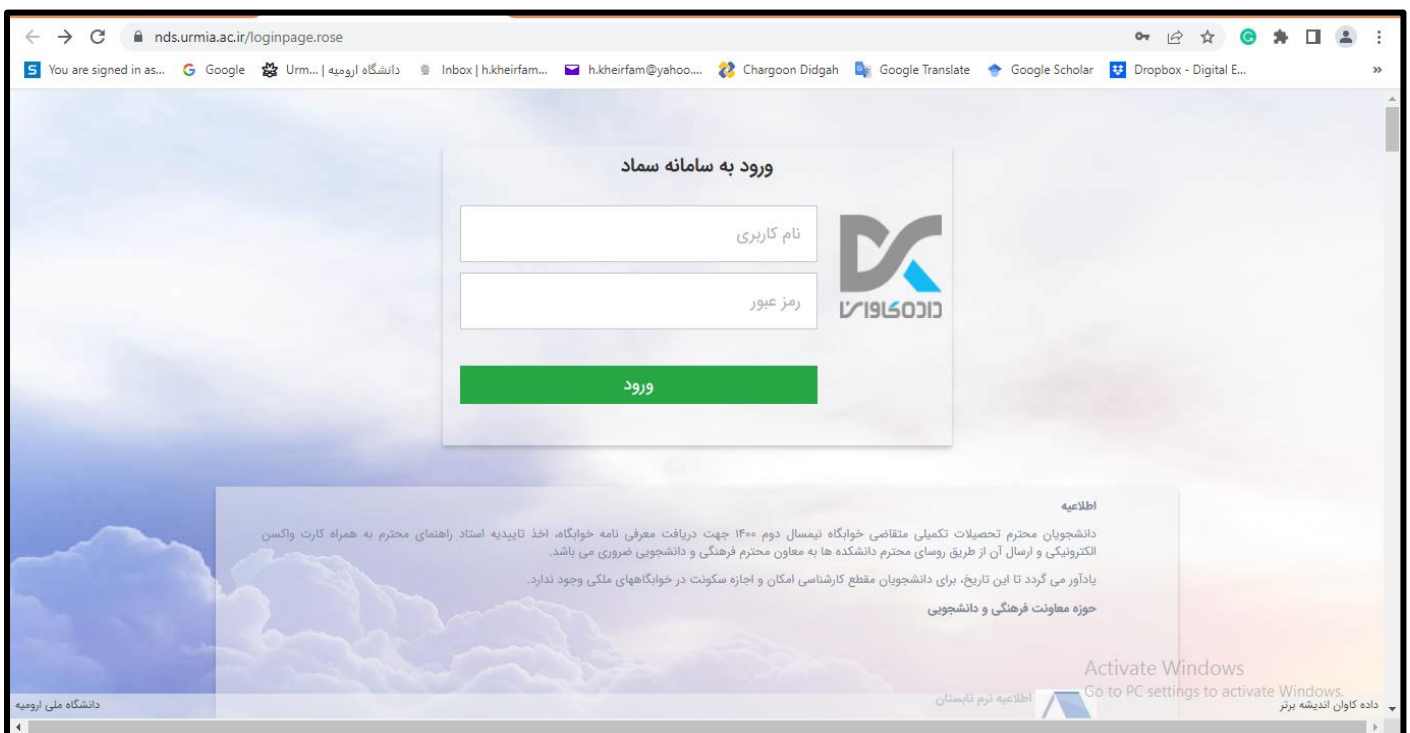 nds.urmia.ac.ir/loginpage.rose
You are signed in as... Google دانشگاه ارومیه | Urm... Inbox | h.kheirfam... h.kheirfam@yahoo.... Chargoon Didgah Google Translate Google Scholar Dropbox - Digital E... »
ورود به سامانه سماد
نام کاربری
داده‌کاوان
رمز عبور
ورود
اطلاعیه
دانشجویان محترم تحصیلات تکمیلی متقاضی خوابگاه نیمسال دوم ۱۴۰۰ جهت دریافت معرفی نامه خوابگاه، اخذ تاییدیه استاد راهنمای محترم به همراه کارت واکسن
الکترونیکی و ارسال آن از طریق روسای محترم دانشکده ها به معاون محترم فرهنگی و دانشجویی ضروری می باشد.
یادآور می گردد تا این تاریخ، برای دانشجویان مقطع کارشناسی امکان و اجازه سکونت در خوابگاههای ملکی وجود ندارد.
حوزه معاونت فرهنگی و دانشجویی
Activate Windows
Go to PC settings to activate Windows.
اطلاعیه ترم تابستان
داده کاوان اندیشه برتر
دانشگاه ملی ارومیه